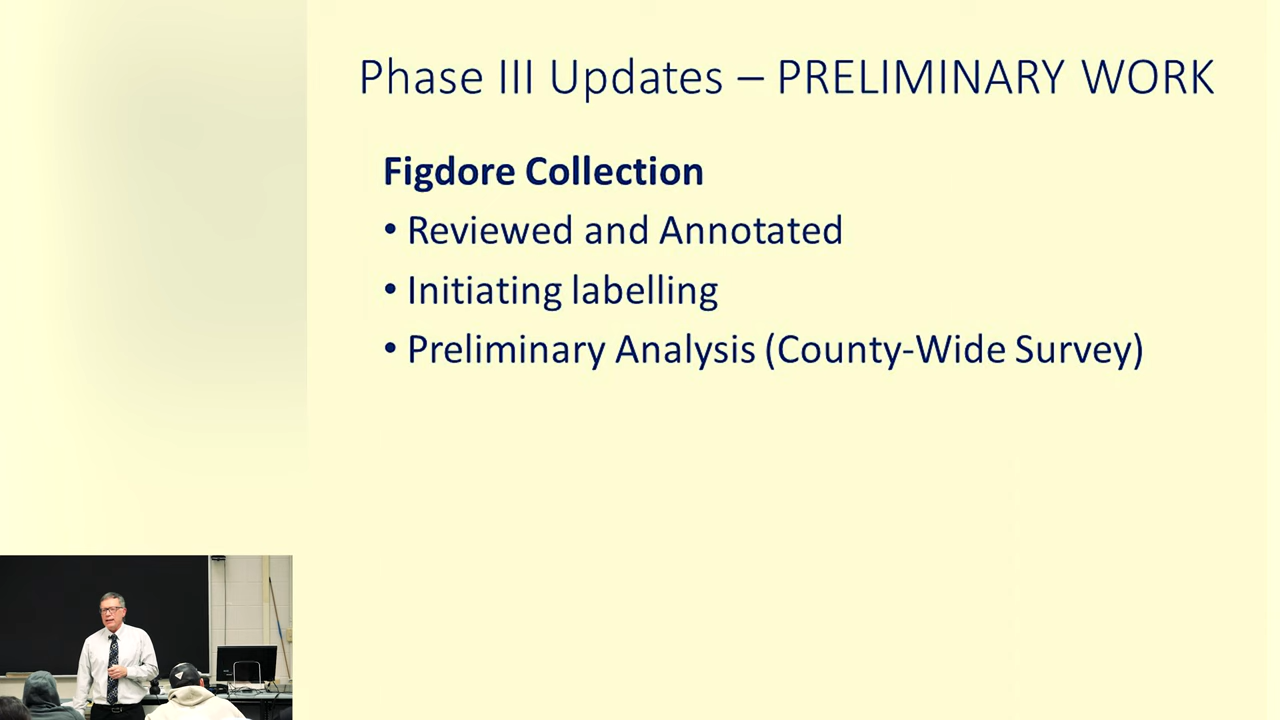 Phase III Updates – PRELIMINARY WORK
Figdore Collection
• Reviewed and Annotated
• Initiating labelling
• Preliminary Analysis (County-Wide Survey)